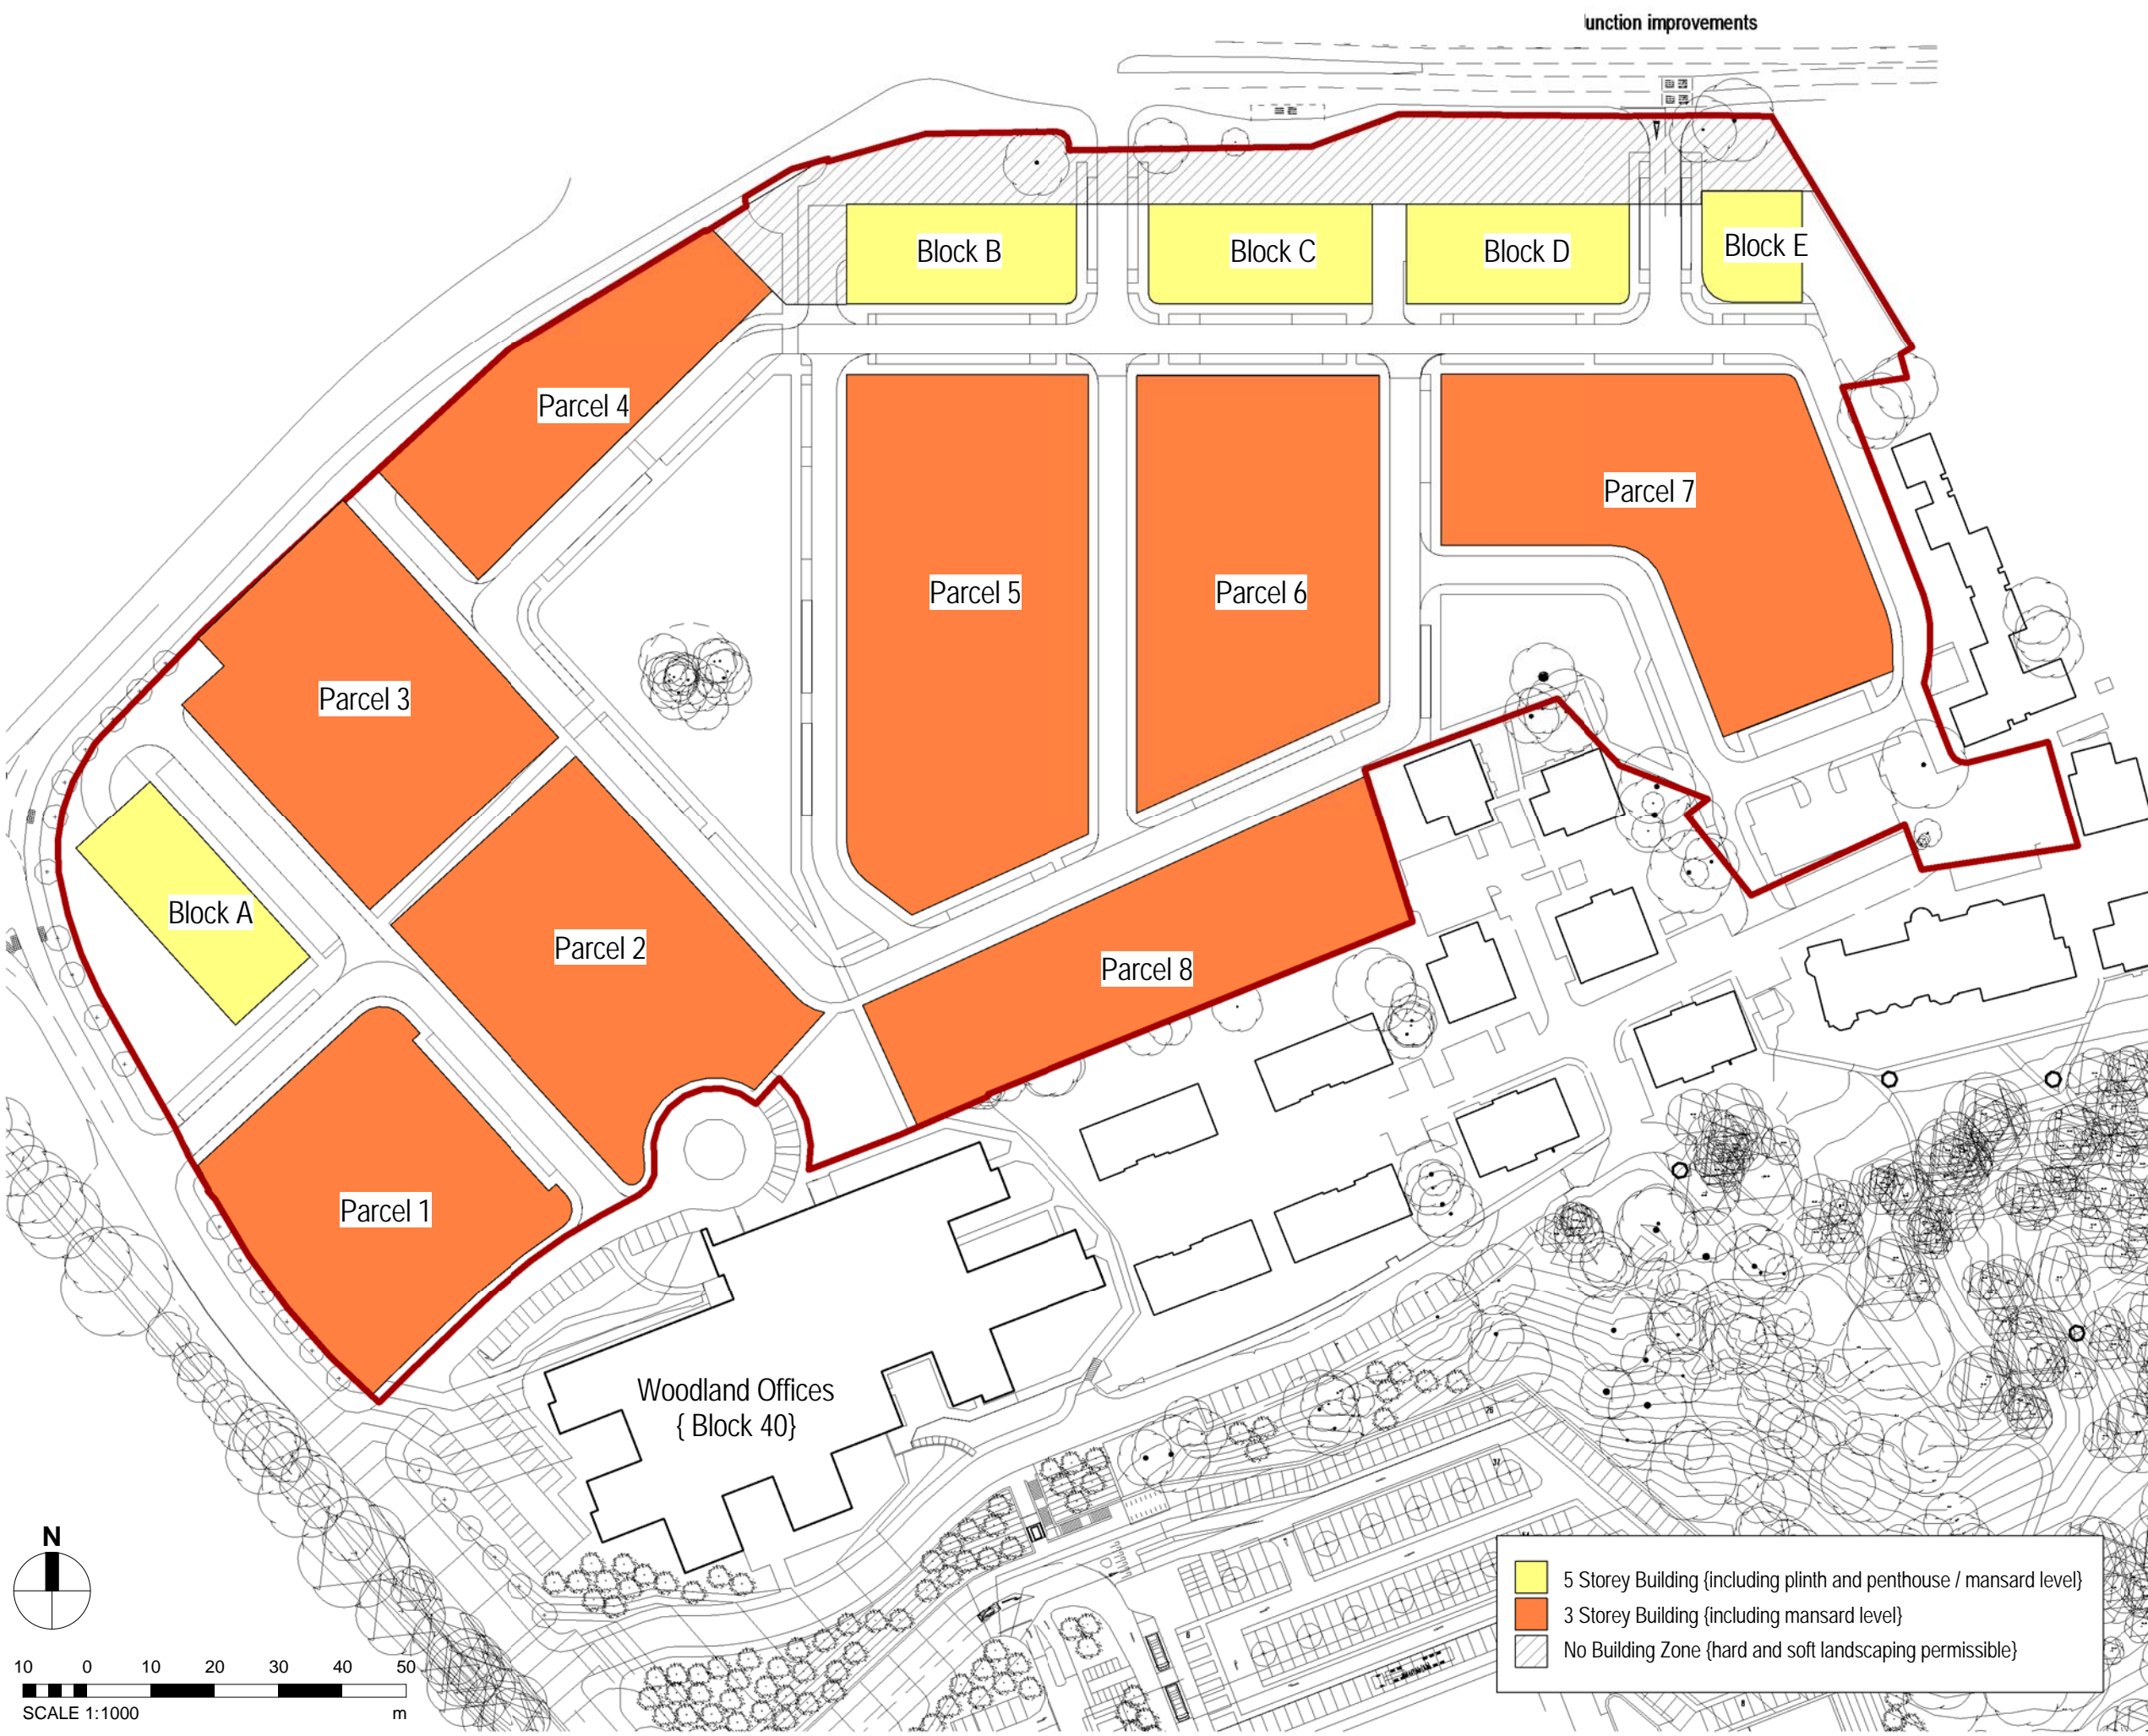 unction improvements
Block B
Block C
Block D
Block E
Parcel 4
Parcel 7
Parcel 5
Parcel 6
Parcel 3
Block A
Parcel 2
Parcel 8
Parcel 1
Woodland Offices
{ Block 40}
26
37
N
10 0 10 20 30 40 50
SCALE 1:1000 m
5 Storey Building {including plinth and penthouse / mansard level}
3 Storey Building {including mansard level}
No Building Zone {hard and soft landscaping permissible}